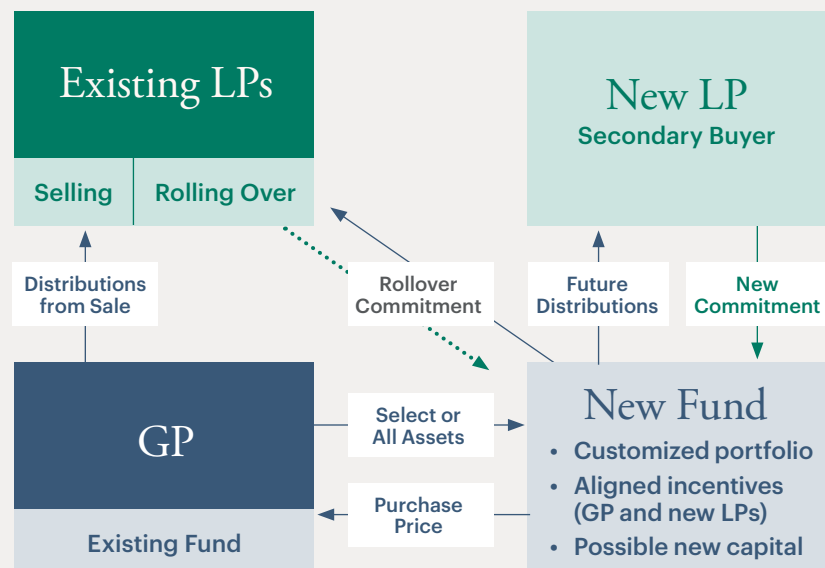 Existing LPs
Selling
Rolling Over
New LP
Secondary Buyer
Distributions
from Sale
Rollover
Commitment
Future
Distributions
New
Commitment
GP
Existing Fund
Select or
All Assets
Purchase
Price
New Fund
• Customized portfolio
• Aligned incentives
(GP and new LPs)
• Possible new capital